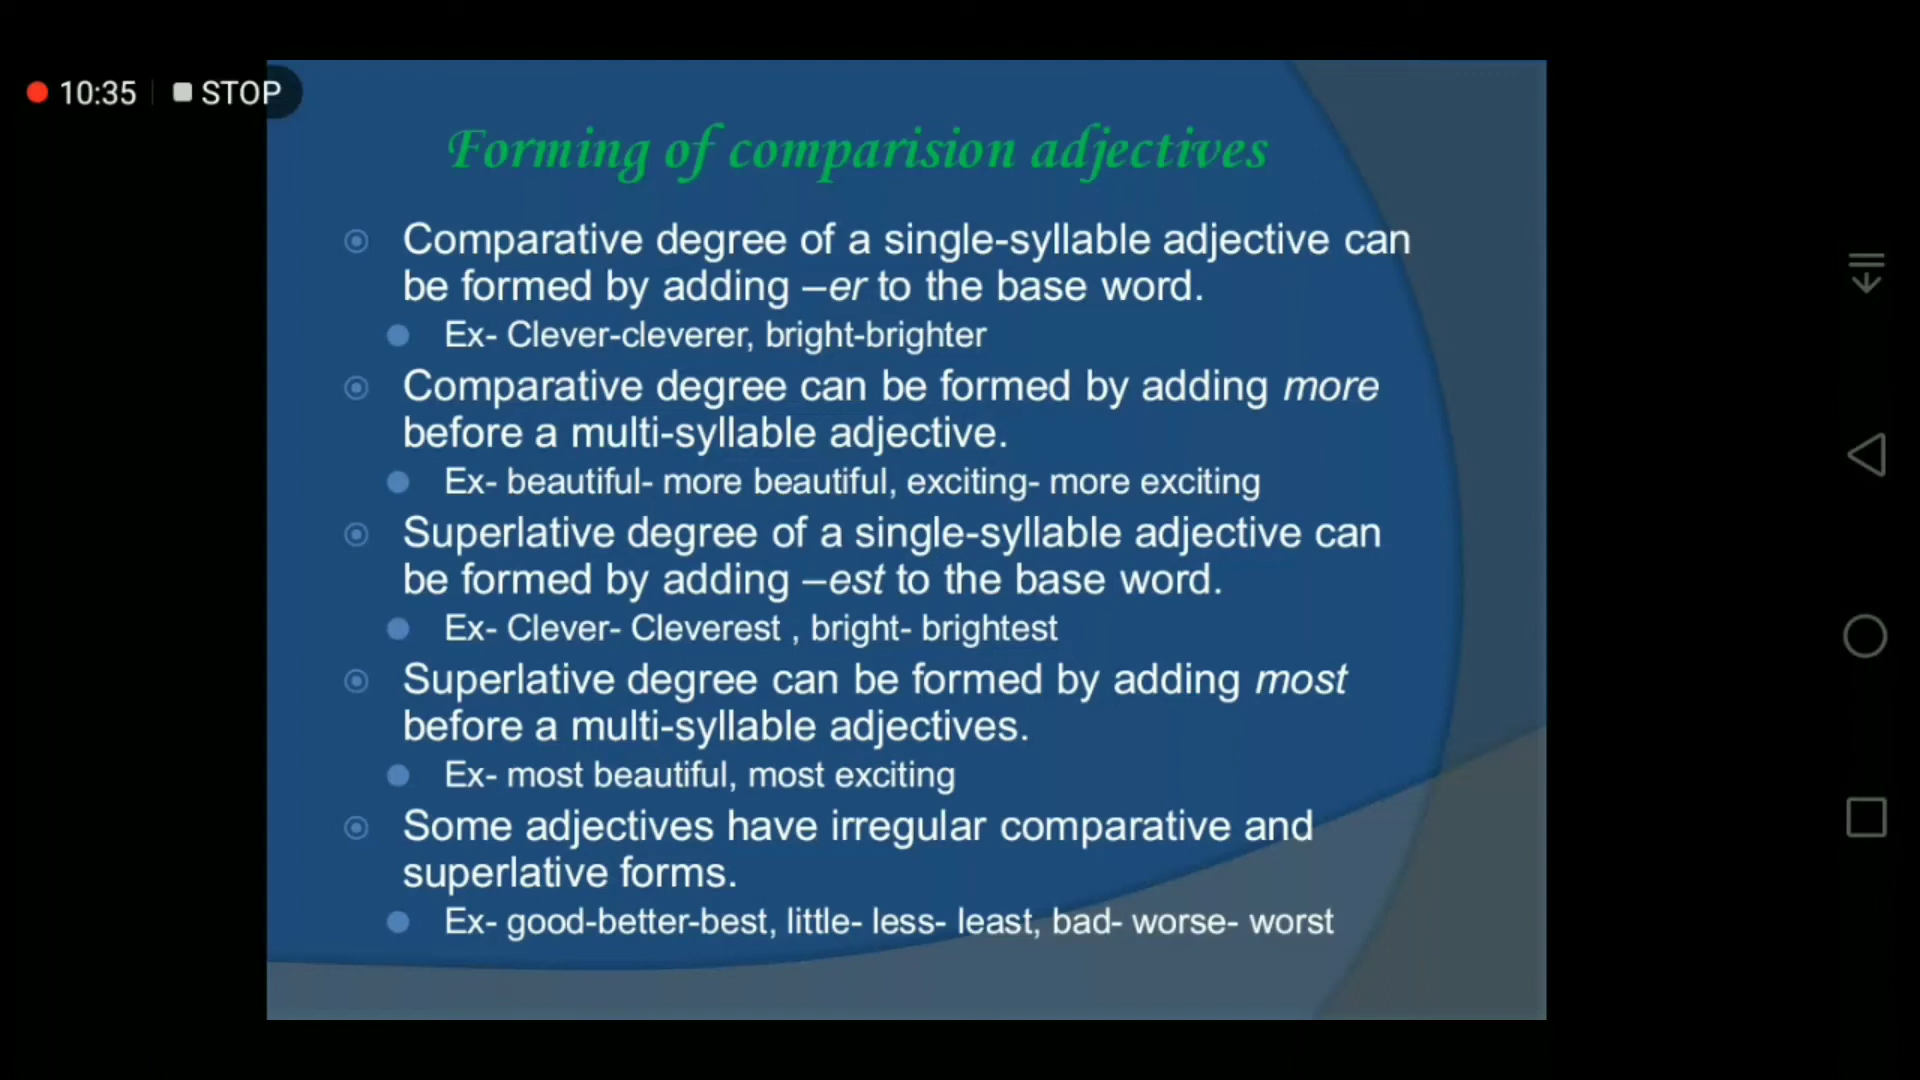 10:35 STOP
Forming of comparision adjectives
Comparative degree of a single-syllable adjective can
be formed by adding –er to the base word.
Ex- Clever-cleverer, bright-brighter
Comparative degree can be formed by adding more
before a multi-syllable adjective.
Ex- beautiful- more beautiful, exciting- more exciting
Superlative degree of a single-syllable adjective can
be formed by adding –est to the base word.
Ex- Clever- Cleverest , bright- brightest
Superlative degree can be formed by adding most
before a multi-syllable adjectives.
Ex- most beautiful, most exciting
Some adjectives have irregular comparative and
superlative forms.
Ex- good-better-best, little- less- least, bad- worse- worst